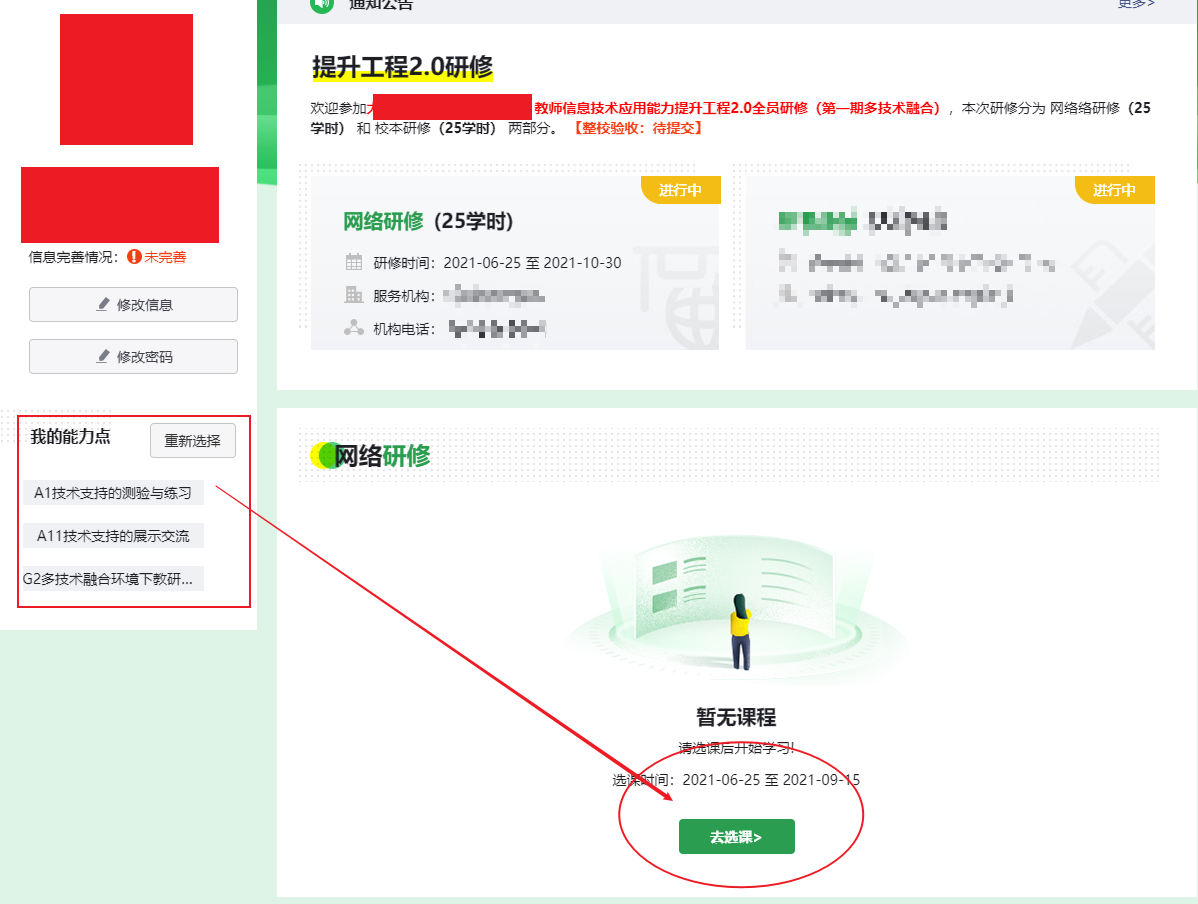 通知公告
更多>
提升工程2.0研修
欢迎参加
教师信息技术应用能力提升工程2.0全员研修（第一期多技术融合），本次研修分为 网络络研修（25
学时） 和 校本研修（25学时） 两部分。 【整校验收：待提交】
信息完善情况： 未完善
修改信息
修改密码
我的能力点
重新选择
A1技术支持的测验与练习
A11技术支持的展示交流
G2多技术融合环境下教研...
进行中
网络研修（25学时）
研修时间：2021-06-25 至 2021-10-30
服务机构：
机构电话：
进行中
网络研修
暂无课程
请选课后开始学习!
选课时间：2021-06-25 至 2021-09-15
去选课>